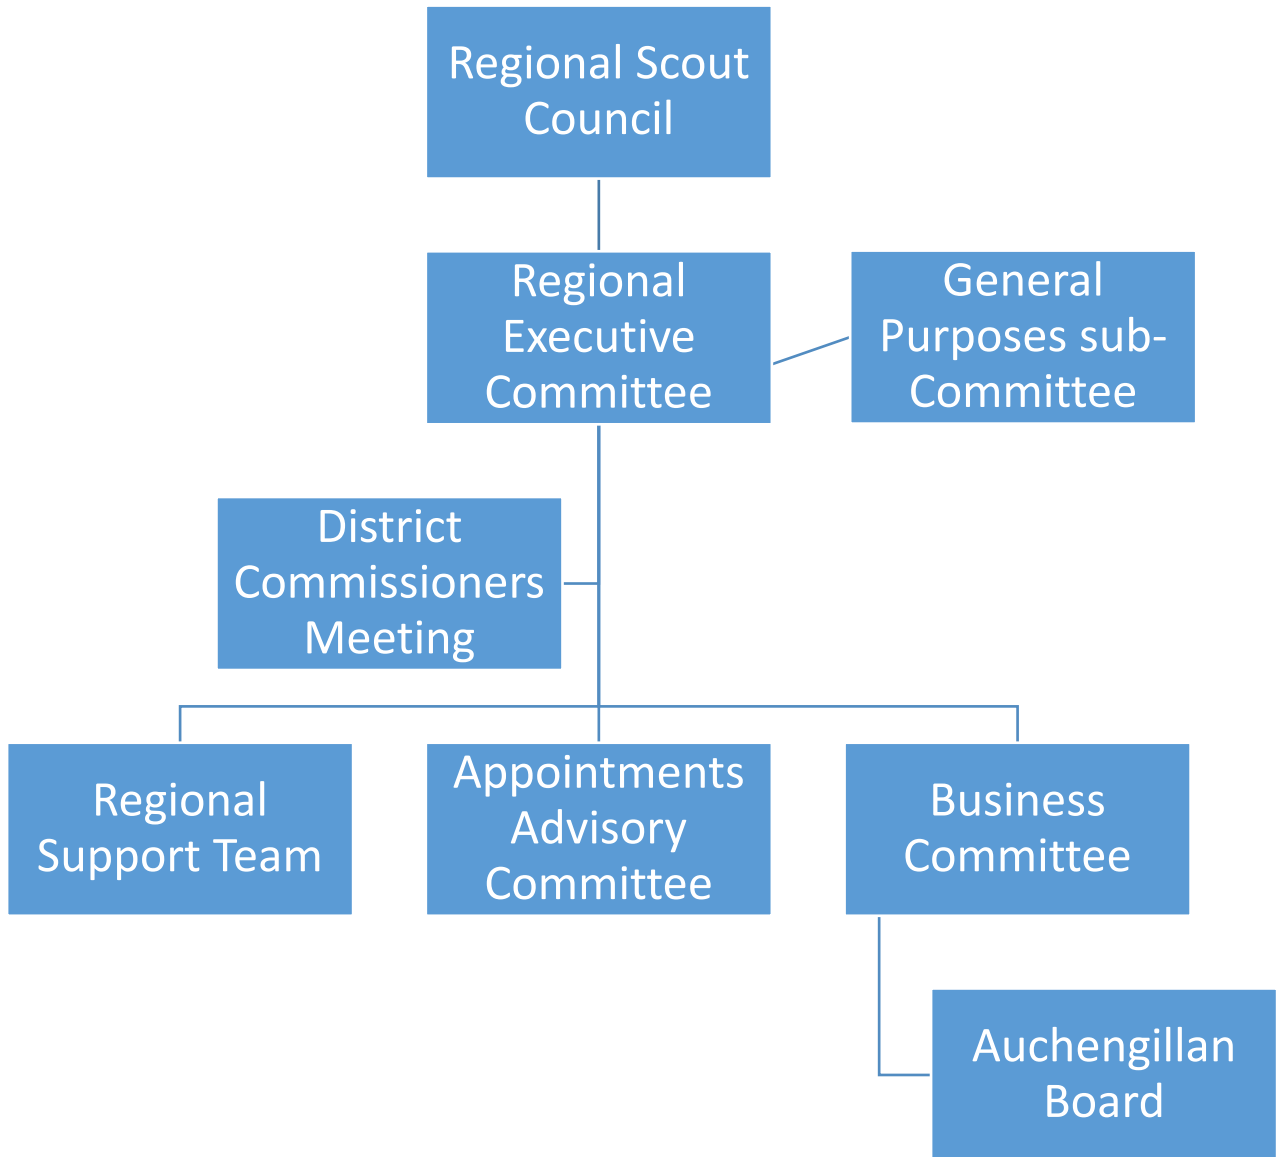 Regional Scout
Council
Regional
Executive
Committee
General
Purposes sub-
Committee
District
Commissioners
Meeting
Regional
Support Team
Appointments
Advisory
Committee
Business
Committee
Auchengillan
Board